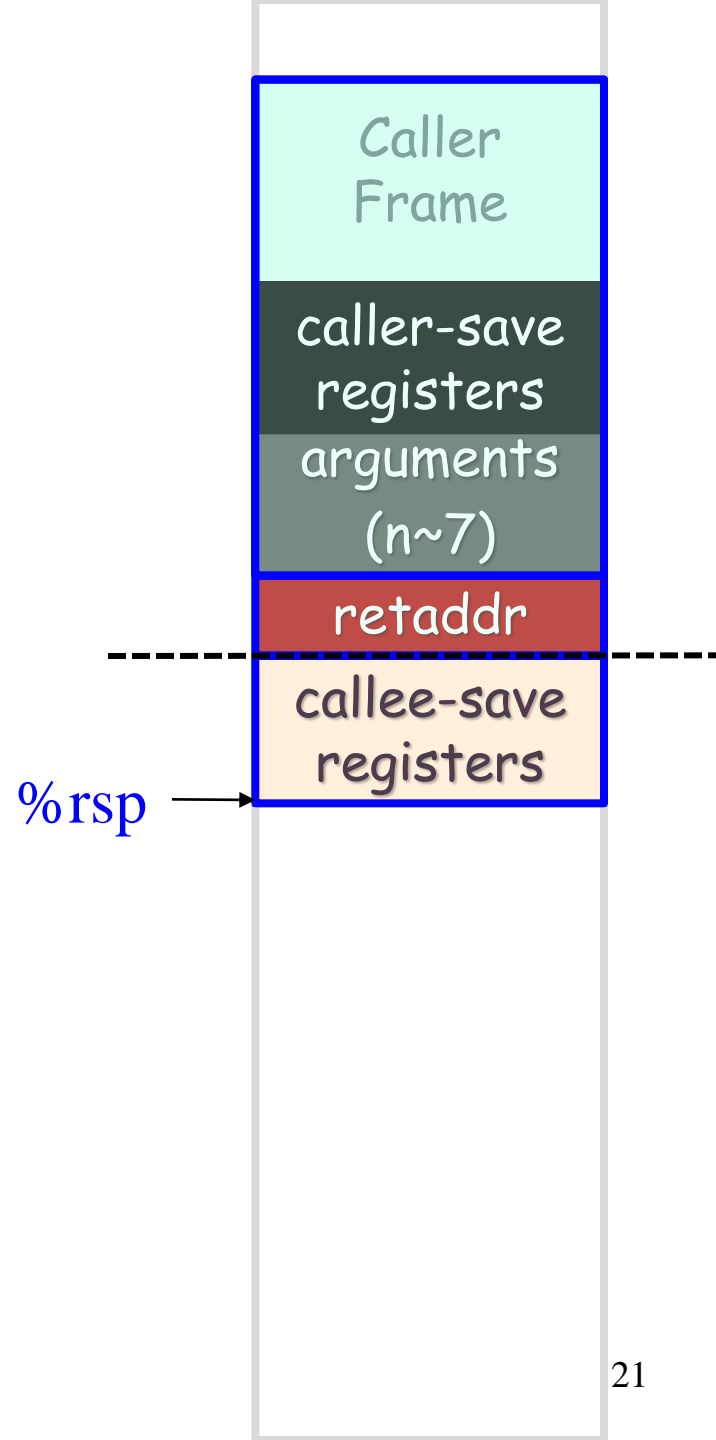 Caller
Frame
caller-save
registers
arguments
(n~7)
retaddr
callee-save
registers
%rsp
21